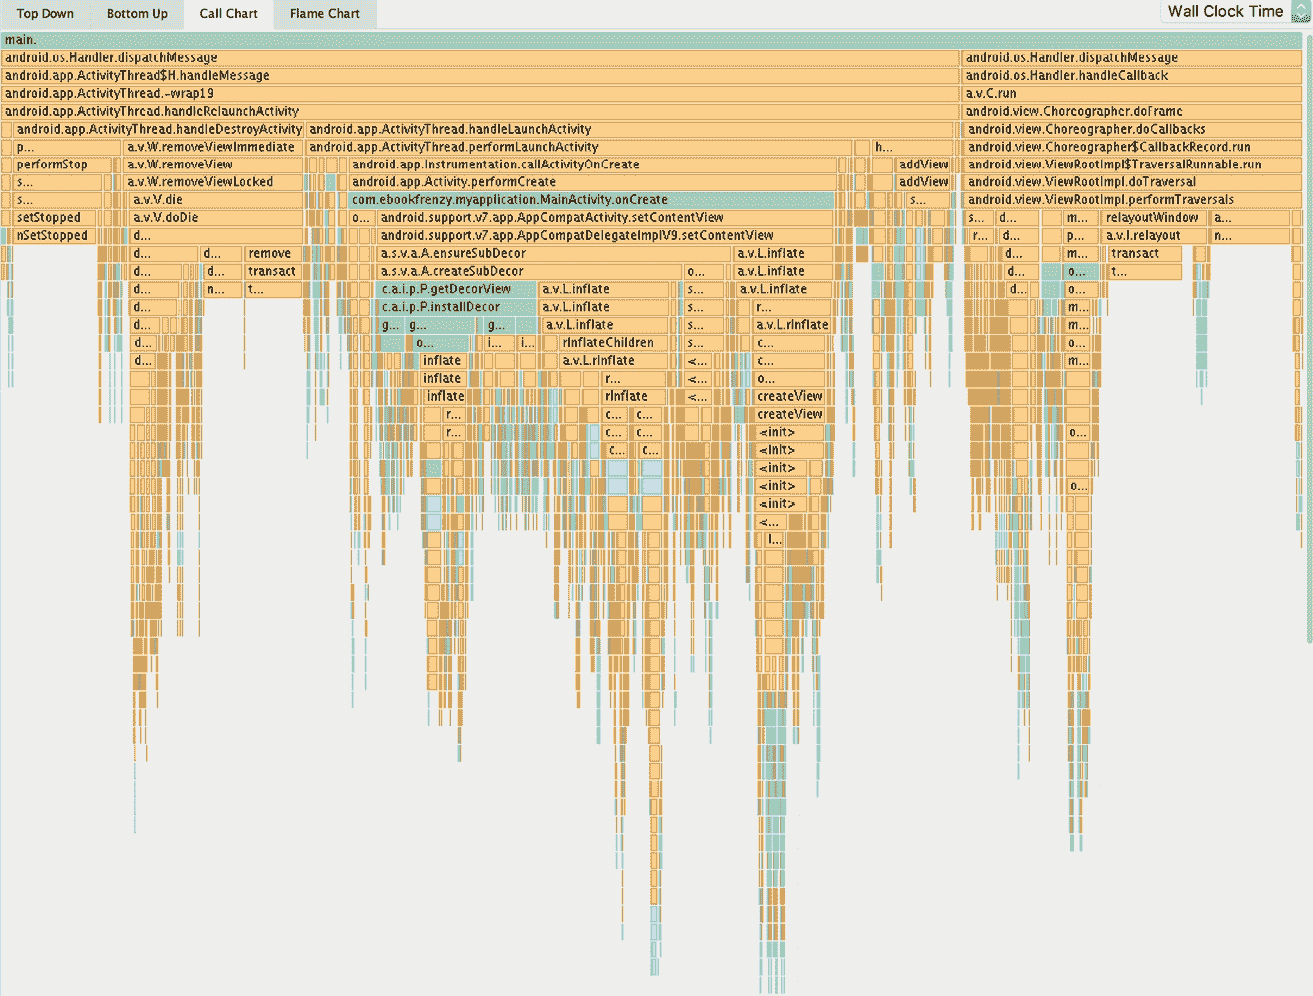 Top Down Bottom Up Call Chart Flame Chart Wall Clock Time
main.
android.os.Handler.dispatchMessage android.os.Handler.dispatchMessage
android.app.ActivityThread$H.handleMessage android.os.Handler.handleCallback
android.app.ActivityThread.-wrap19 a.v.C.run
android.app.ActivityThread.handleRelaunchActivity android.view.Choreographer.doFrame
android.app.ActivityThread.handleDestroyActivity android.app.ActivityThread.handleLaunchActivity android.view.Choreographer.doCallbacks
p... a.v.W.removeViewImmediate android.app.ActivityThread.performLaunchActivity h... android.view.Choreographer$CallbackRecord.run
performStop a.v.W.removeView android.app.Instrumentation.callActivityOnCreate addView android.view.ViewRootImpl$TraversalRunnable.run
s... a.v.W.removeViewLocked android.app.Activity.performCreate addView android.view.ViewRootImpl.doTraversal
s... a.v.V.die com.ebookfrenzy.myapplication.MainActivity.onCreate s... android.view.ViewRootImpl.performTraversals
setStopped a.v.V.doDie o... android.support.v7.app.AppCompatActivity.setContentView s... d... m... relayoutWindow a...
nSetStopped d... android.support.v7.app.AppCompatDelegateImplV9.setContentView r... d... p... a.v.I.relayout n...
d... d... remove a.s.v.a.A.ensureSubDecor a.v.L.inflate d... m... transact
d... d... transact a.s.v.a.A.createSubDecor o... a.v.L.inflate d... o... t...
d... n... t... c.a.i.p.P.getDecorView a.v.L.inflate s... a.v.L.inflate d... o...
d... c.a.i.p.P.installDecor a.v.L.inflate s... r... m...
d... g... g... g... a.v.L.inflate s... a.v.L.rInflate m...
d... o... i... i... rInflateChildren s... c... o...
d... inflate a.v.L.rInflate <... c... m...
inflate r... <... o...
inflate rInflate <... createView
r... c... c... createView
r... c... c... <init> o...
c... c... <init>
<init>
<init> o...
<init>
<...
I...